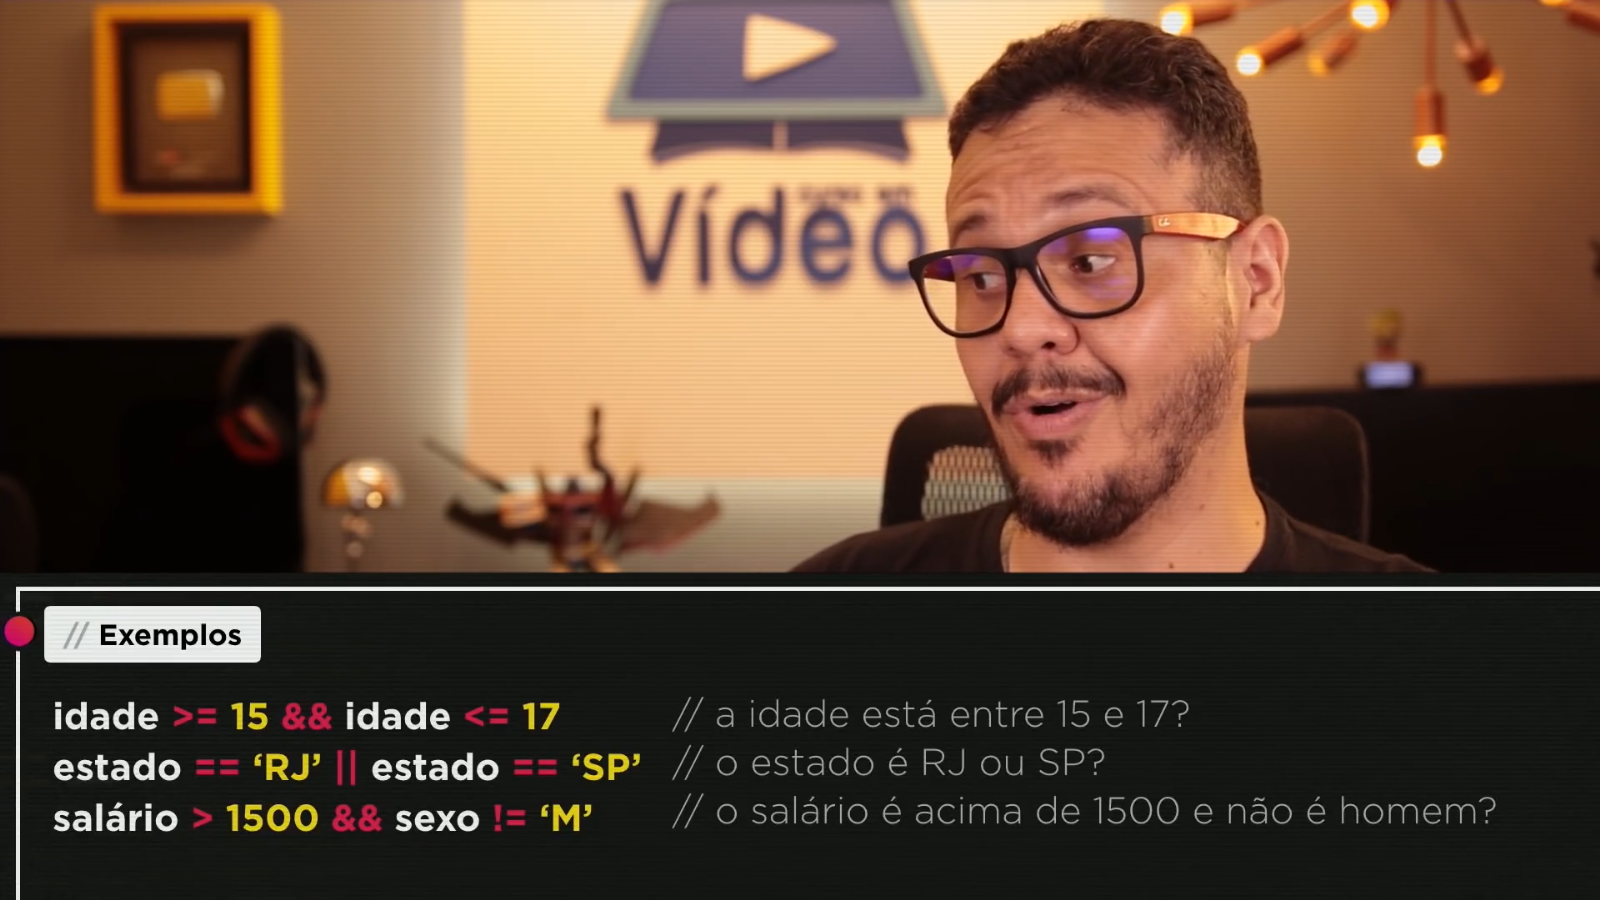 Vídeo
// Exemplos
idade >= 15 && idade <= 17 // a idade está entre 15 e 17?
estado == ‘RJ’ || estado == ‘SP’ // o estado é RJ ou SP?
salário > 1500 && sexo != ‘M’ // o salário é acima de 1500 e não é homem?